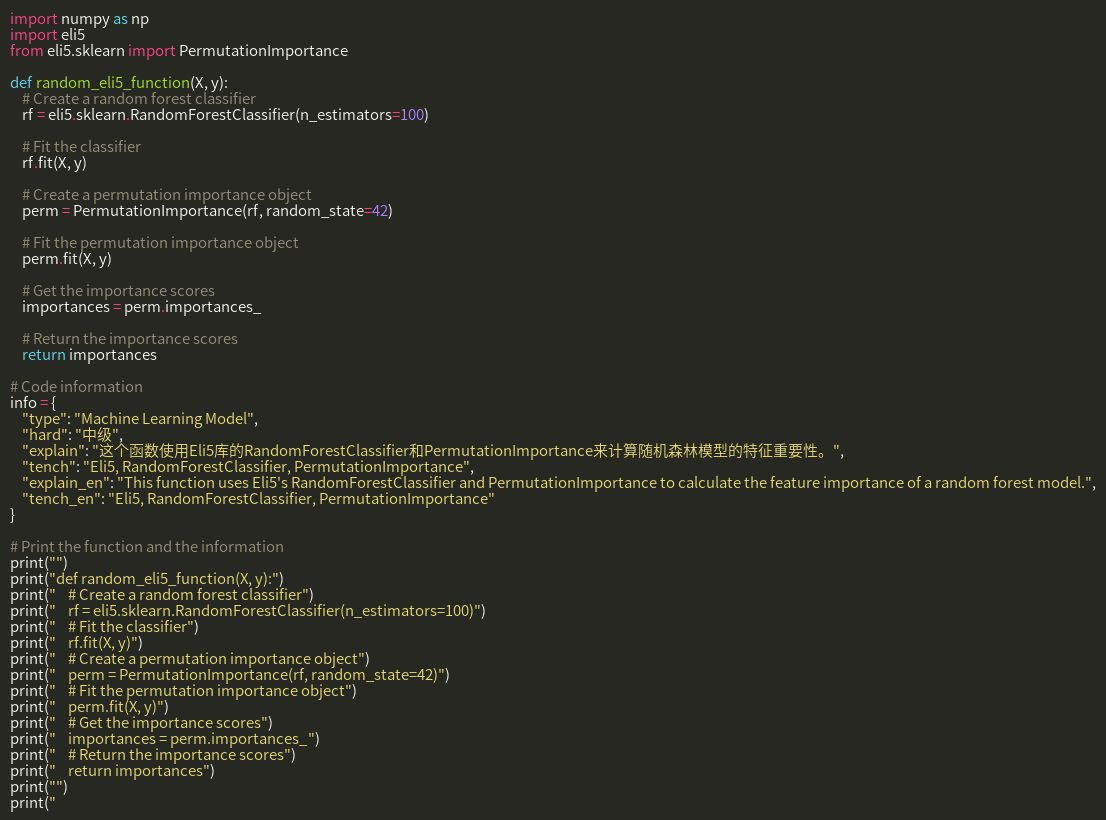 import numpy as np
import eli5
from eli5.sklearn import PermutationImportance

def random_eli5_function(X, y):
    # Create a random forest classifier
    rf = eli5.sklearn.RandomForestClassifier(n_estimators=100)

    # Fit the classifier
    rf.fit(X, y)

    # Create a permutation importance object
    perm = PermutationImportance(rf, random_state=42)

    # Fit the permutation importance object
    perm.fit(X, y)

    # Get the importance scores
    importances = perm.importances_

    # Return the importance scores
    return importances

# Code information
info = {
    "type": "Machine Learning Model",
    "hard": "中级",
    "explain": "这个函数使用Eli5库的RandomForestClassifier和PermutationImportance来计算随机森林模型的特征重要性。",
    "tench": "Eli5, RandomForestClassifier, PermutationImportance",
    "explain_en": "This function uses Eli5's RandomForestClassifier and PermutationImportance to calculate the feature importance of a random forest model.",
    "tench_en": "Eli5, RandomForestClassifier, PermutationImportance"
}

# Print the function and the information
print("")
print("def random_eli5_function(X, y):")
print("    # Create a random forest classifier")
print("    rf = eli5.sklearn.RandomForestClassifier(n_estimators=100)")
print("    # Fit the classifier")
print("    rf.fit(X, y)")
print("    # Create a permutation importance object")
print("    perm = PermutationImportance(rf, random_state=42)")
print("    # Fit the permutation importance object")
print("    perm.fit(X, y)")
print("    # Get the importance scores")
print("    importances = perm.importances_")
print("    # Return the importance scores")
print("    return importances")
print("")
print("